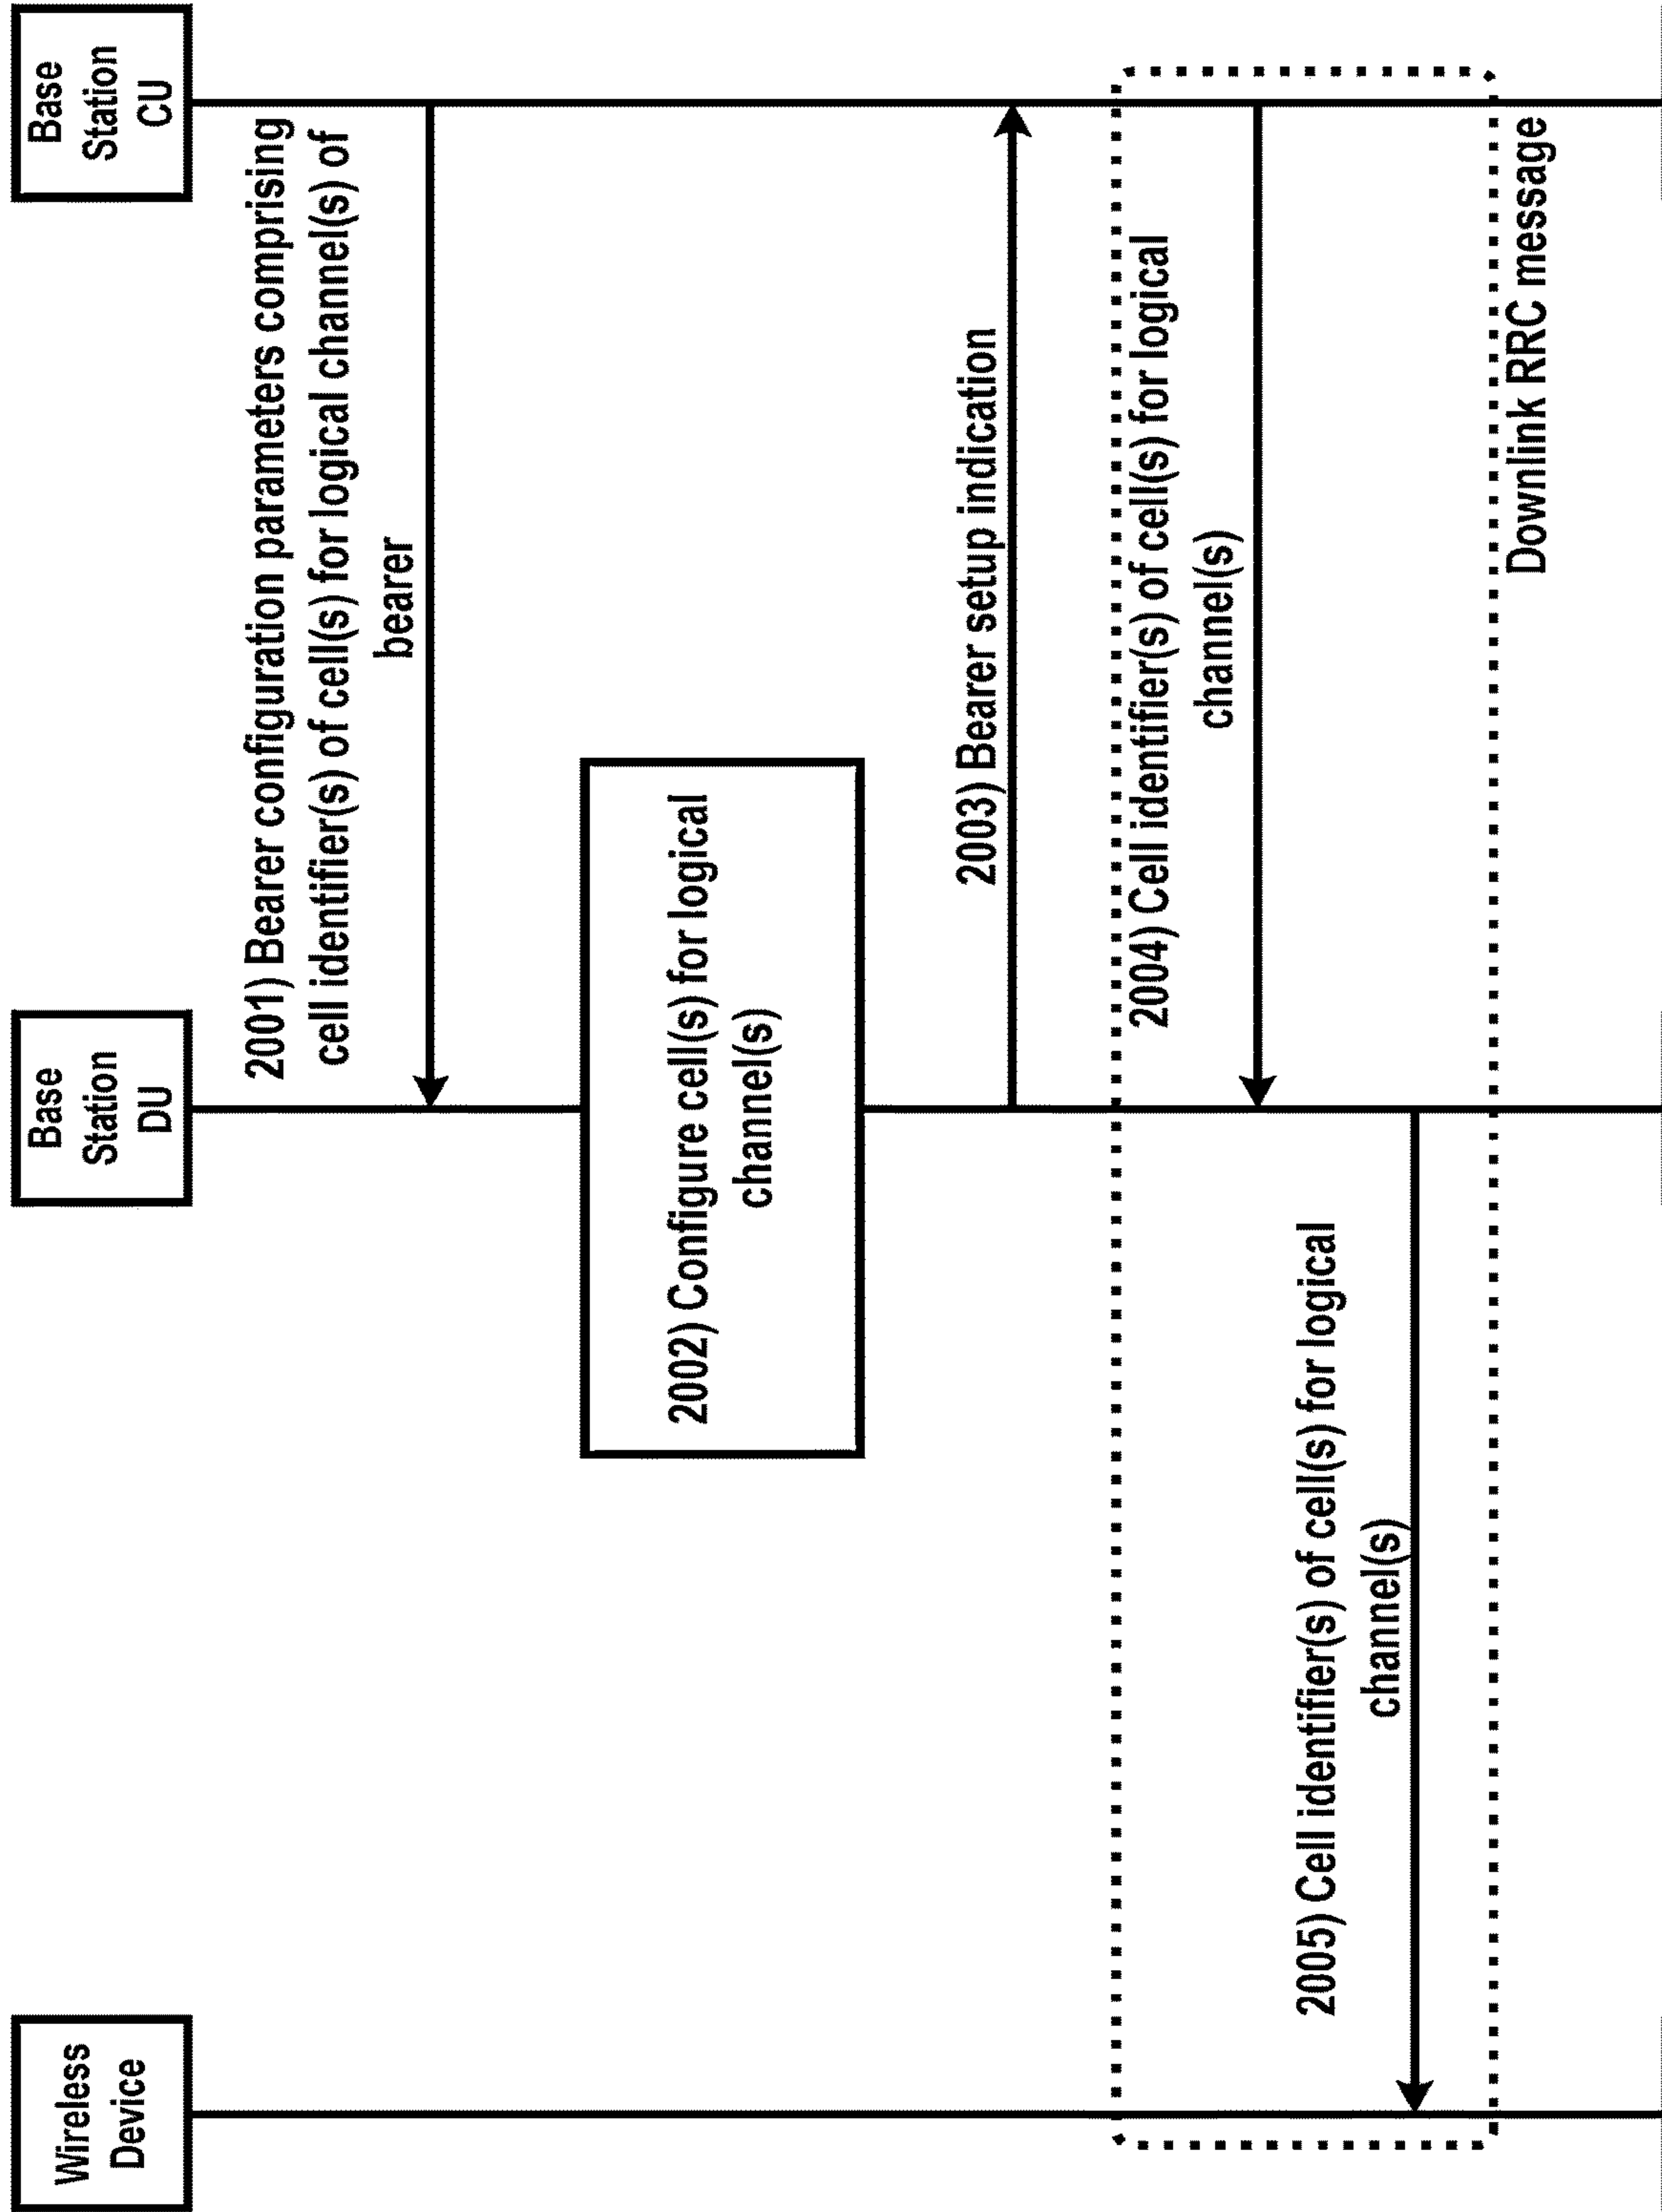 Wireless
Device
Base
Station
DU
Base
Station
CU
2001) Bearer configuration parameters comprising
cell identifier(s) of cell(s) for logical channel(s) of
bearer
2002) Configure cell(s) for logical
channel(s)
2003) Bearer setup indication
2004) Cell identifier(s) of cell(s) for logical
channel(s)
2005) Cell identifier(s) of cell(s) for logical
channel(s)
Downlink RRC message